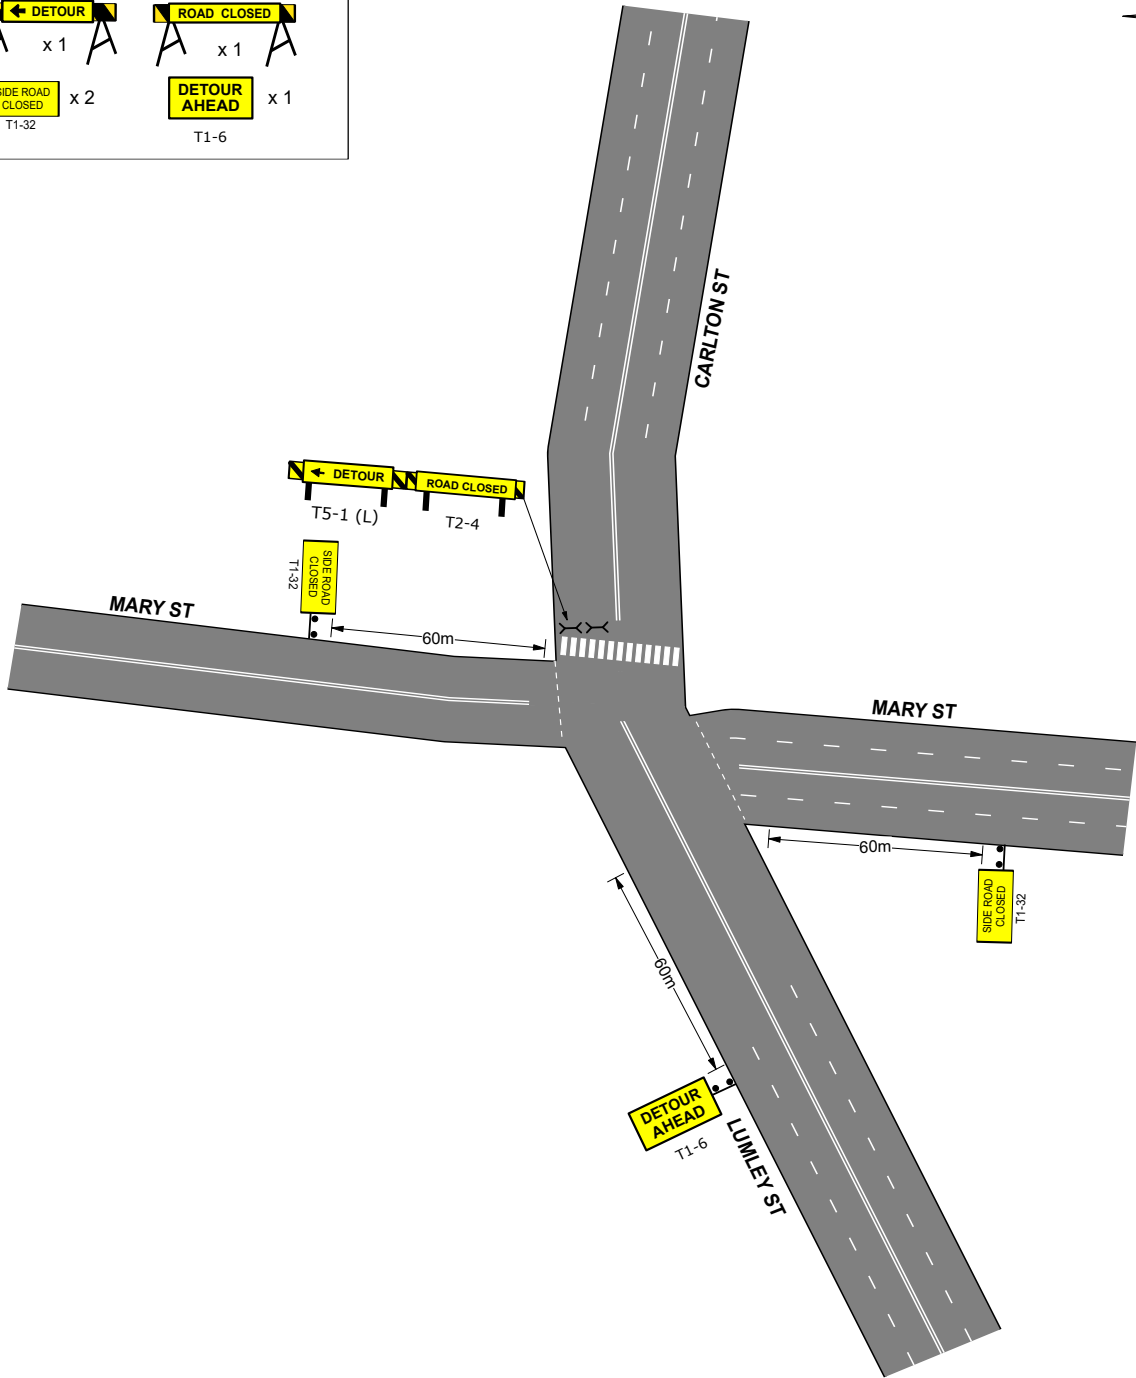 DETOUR
ROAD CLOSED
x 1
x 1
SIDE ROAD
CLOSED
x 2
DETOUR
AHEAD
x 1
T1-32
T1-6
CARLTON ST
DETOUR
ROAD CLOSED
T5-1 (L)
T2-4
SIDE ROAD
CLOSED
T1-32
MARY ST
60m
MARY ST
60m
SIDE ROAD
CLOSED
T1-32
60m
DETOUR
AHEAD
T1-6
LUMLEY ST